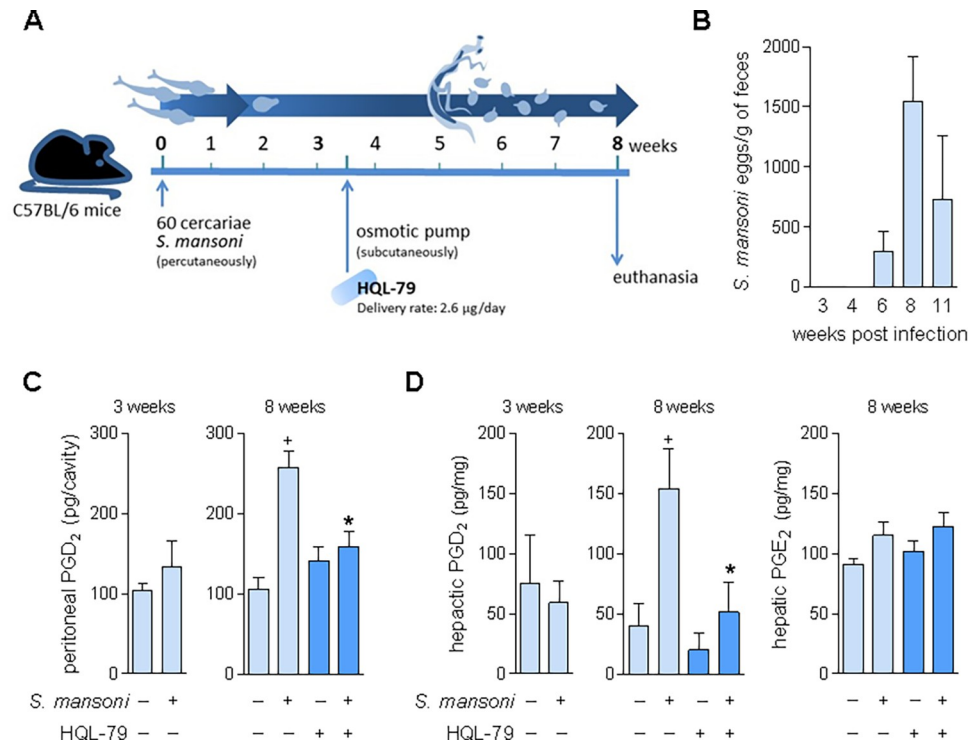 A
0 1 2 3 4 5 6 7 8 weeks
C57BL/6 mice
60 cercariae
S. mansoni
(percutaneously)
osmotic pump
(subcutaneously)
HQL-79
Delivery rate: 2.6 µg/day
euthanasia
B
S. mansoni eggs/g of feces
2000
1500
1000
500
0
3 4 6 8 11
weeks post infection
C
3 weeks
8 weeks
peritoneal PGD2 (pg/cavity)
300
200
150
100
0
300
200
150
100
0
+
*
S. mansoni – + – + – +
HQL-79 – – – – + +
D
3 weeks
8 weeks
8 weeks
hepactic PGD2 (pg/mg)
200
150
100
50
0
200
150
100
50
0
+
*
hepatic PGE2 (pg/mg)
200
150
100
50
0
– + – + – + – + – +
– – – – + + – – + +